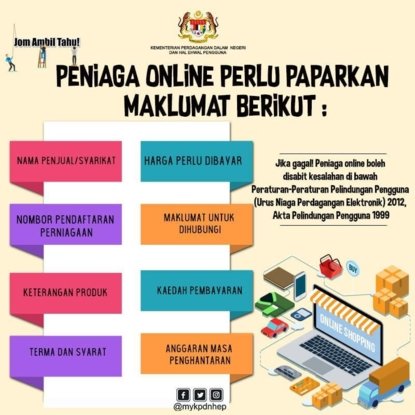 Jom Ambil Tahu!
KEMENTERIAN PERDAGANGAN DALAM NEGERI
DAN HAL EHWAL PENGGUNA
PENIAGA ONLINE PERLU PAPARKAN
MAKLUMAT BERIKUT :
NAMA PENJUAL/SYARIKAT
HARGA PERLU DIBAYAR
NOMBOR PENDAFTARAN
PERNIAGAAN
MAKLUMAT UNTUK
DIHUBUNGI
KETERANGAN PRODUK
KAEDAH PEMBAYARAN
TERMA DAN SYARAT
ANGGARAN MASA
PENGHANTARAN
Jika gagal! Peniaga online boleh
disabit kesalahan di bawah
Peraturan-Peraturan Pelindungan Pengguna
(Urus Niaga Perdagangan Elektronik) 2012,
Akta Pelindungan Pengguna 1999
BUY
ONLINE SHOPPING
@mykpdnhep